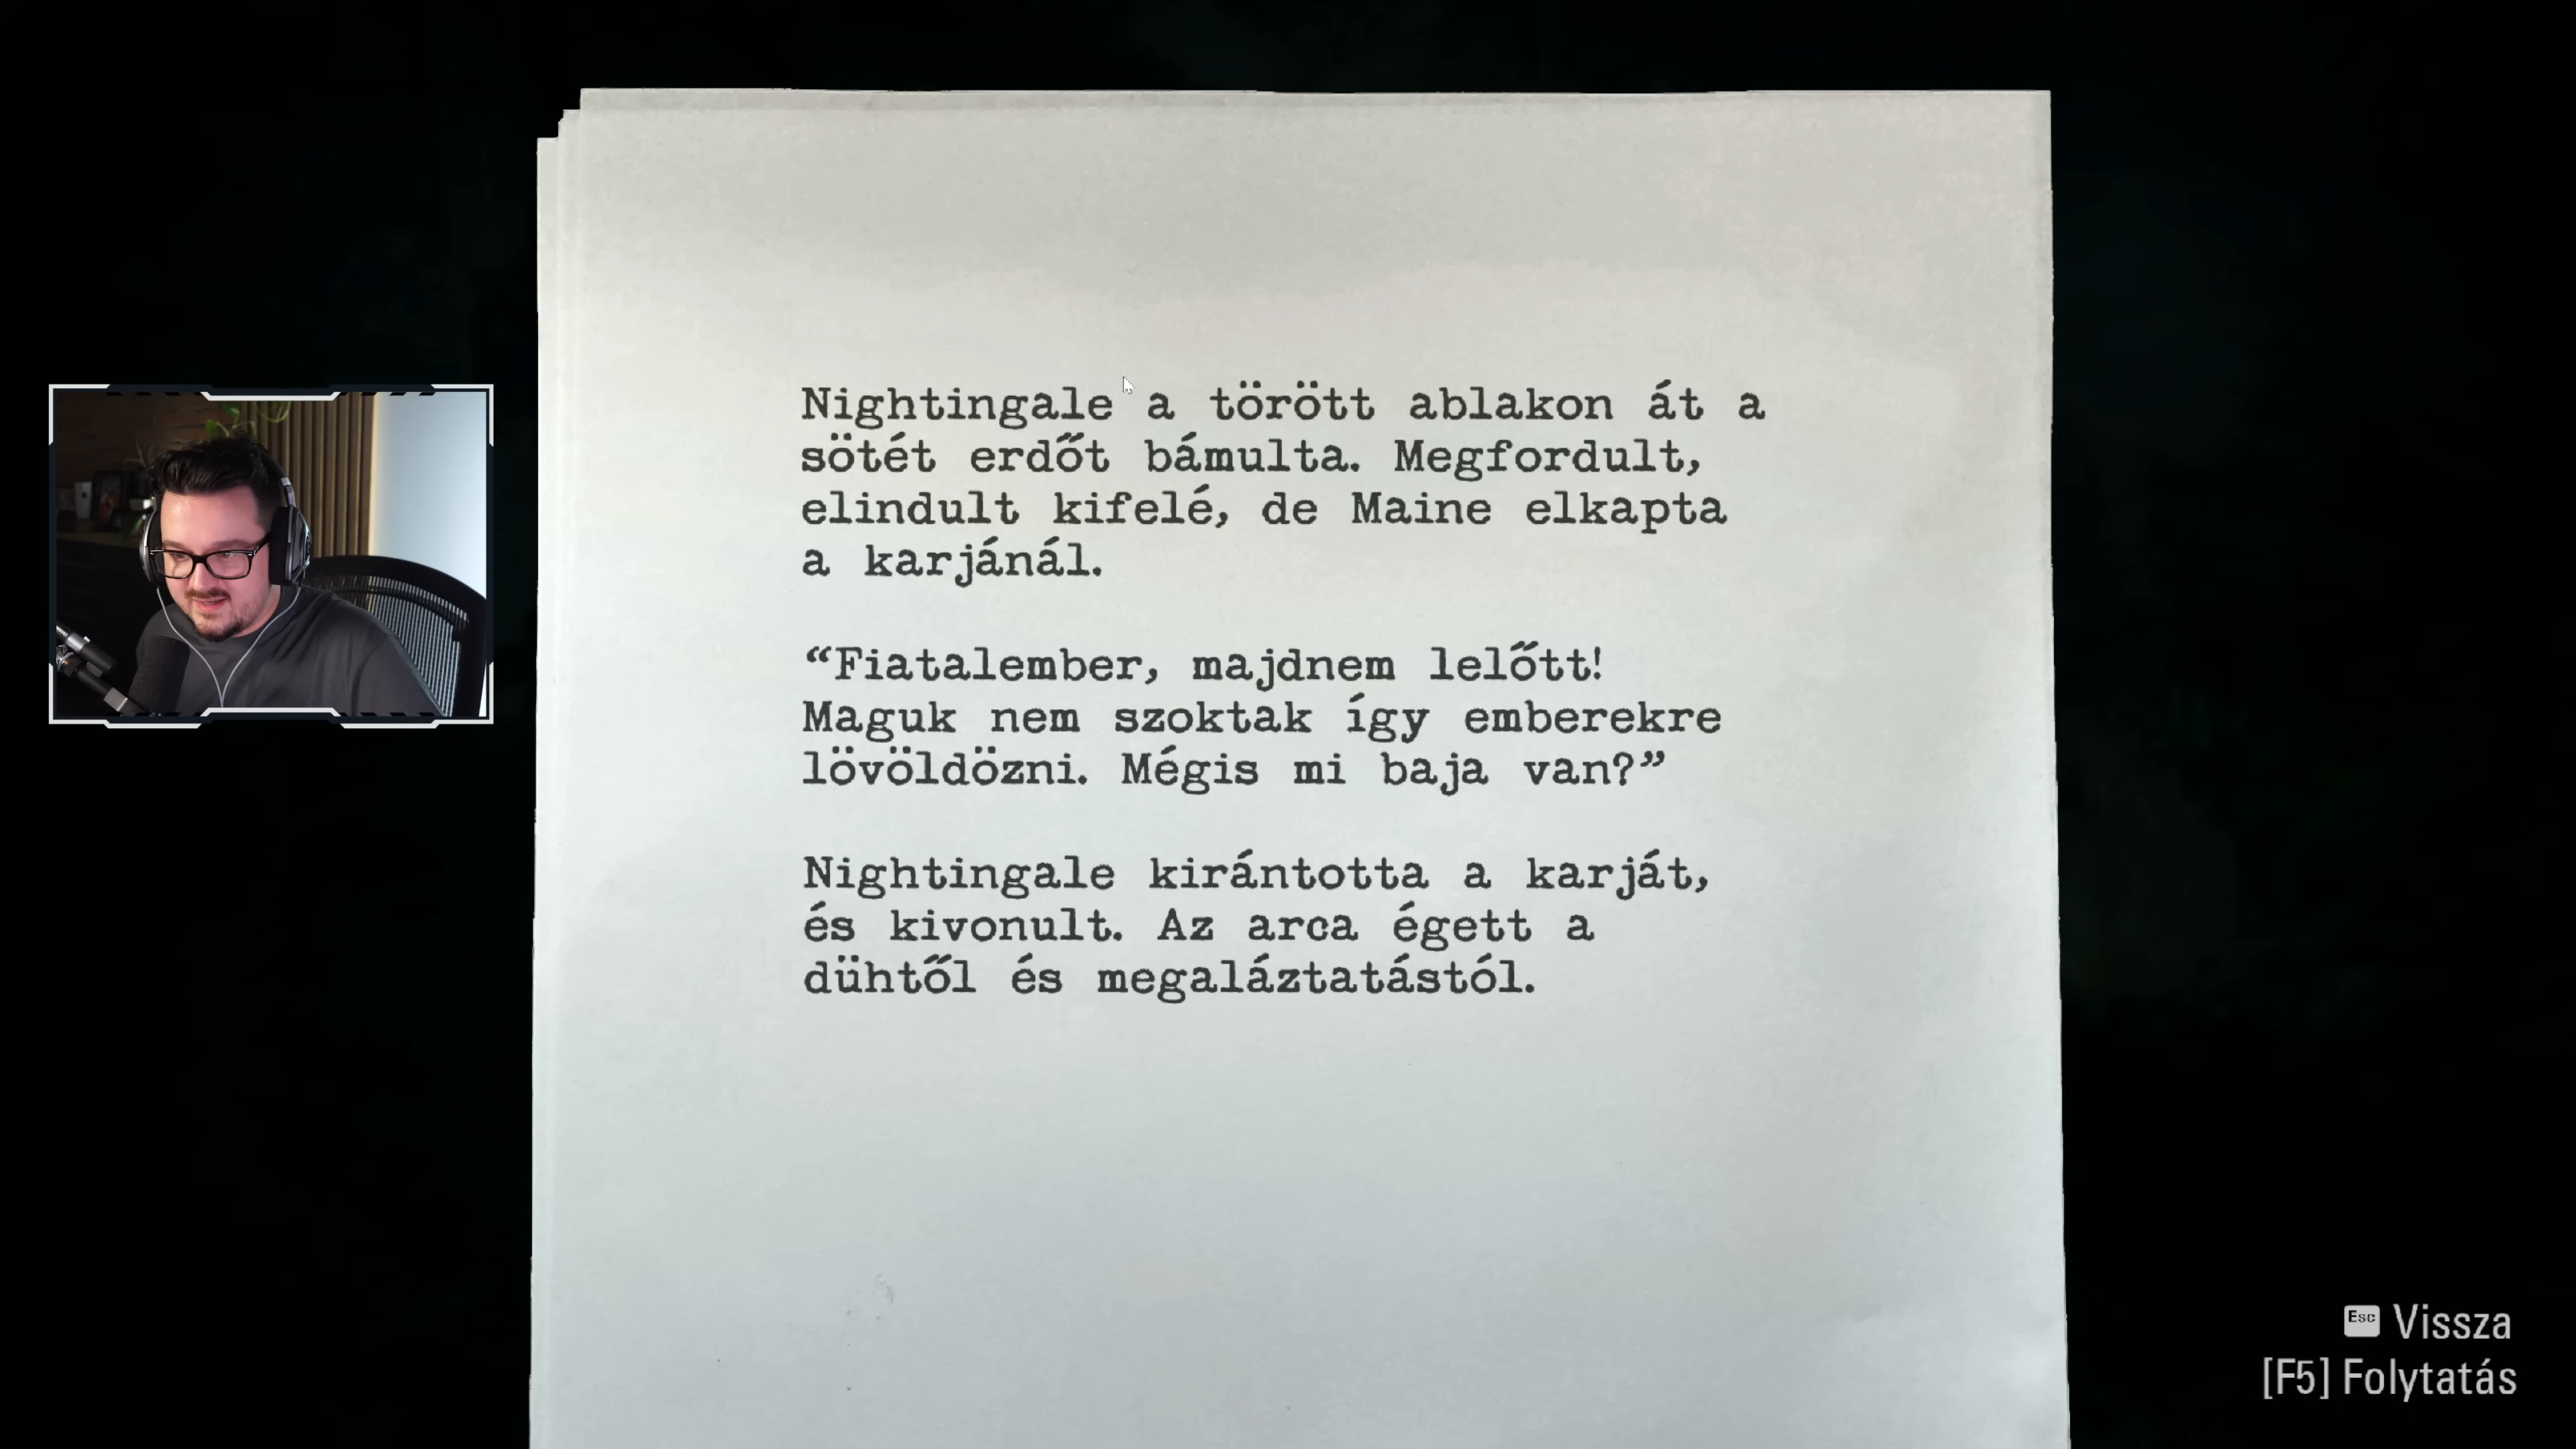 Nightingale a törött ablakon át a
sötét erdőt bámulta. Megfordult,
elindult kifelé, de Maine elkapta
a karjánál.
“Fiatalember, majdnem lelőtt!
Maguk nem szoktak így emberekre
lövöldözni. Mégis mi baja van?”
Nightingale kirántotta a karját,
és kivonult. Az arca égett a
dühtől és megaláztatástól.
Esc Vissza
[F5] Folytatás